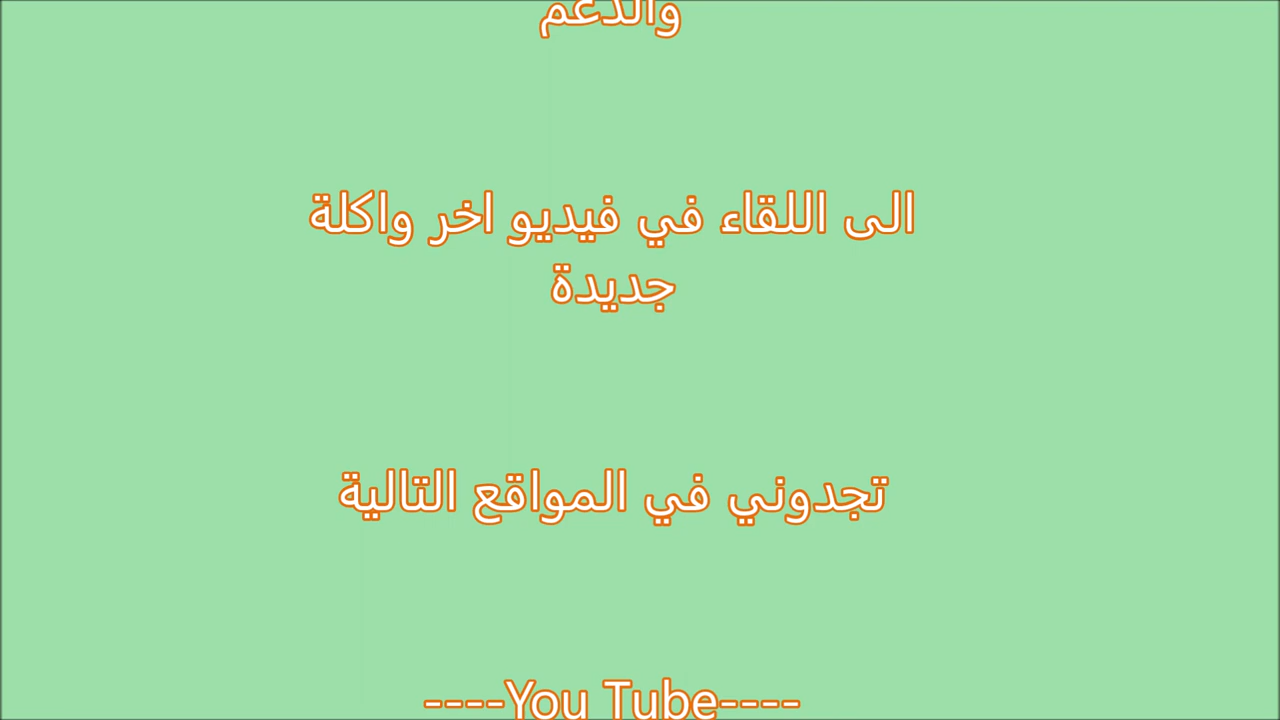 والدعم
الى اللقاء في فيديو اخر واكلة
جديدة
تجدوني في المواقع التالية
----You Tube----